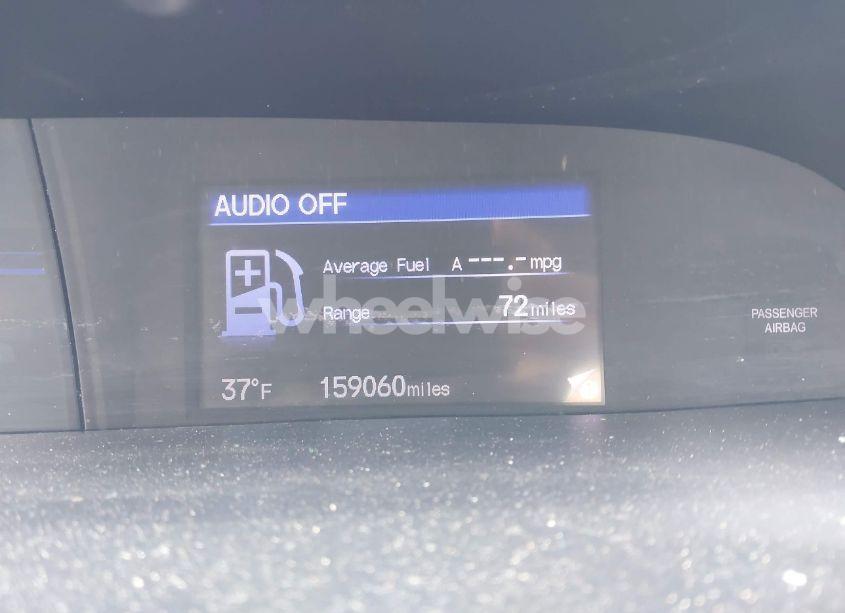 AUDIO OFF
Average Fuel A ---.- mpg
Range 72 miles
37°F 159060 miles
PASSENGER
AIRBAG
wheelwise